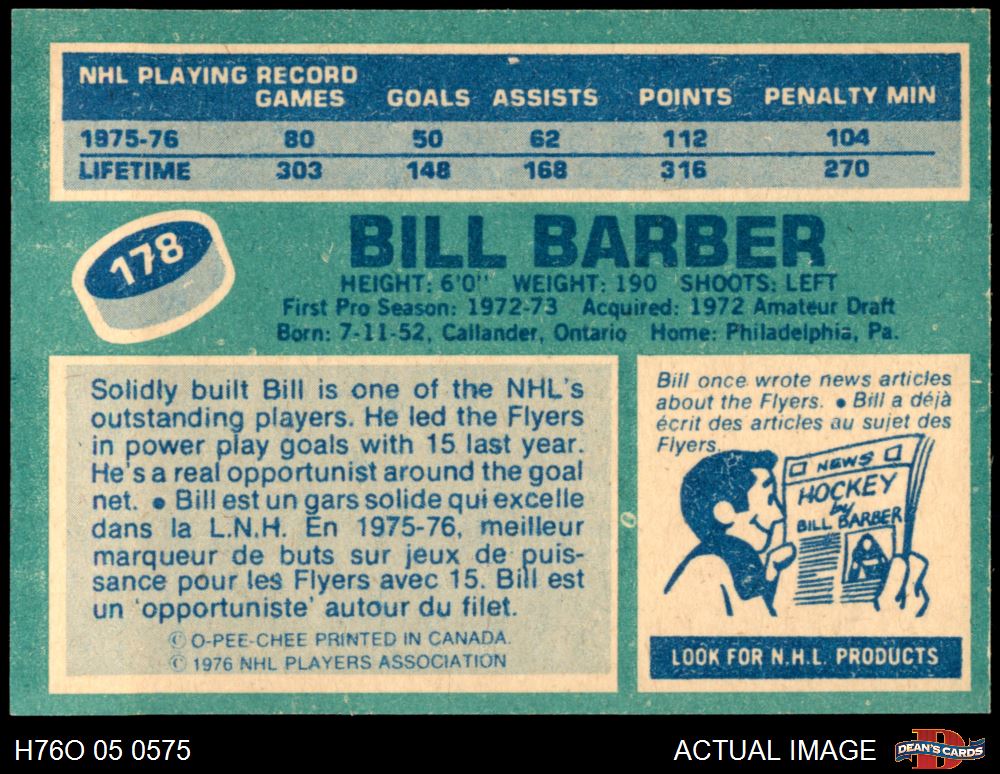 NHL PLAYING RECORD
GAMES GOALS ASSISTS POINTS PENALTY MIN
1975-76 80 50 62 112 104
LIFETIME 303 148 168 316 270
178
BILL BARBER
HEIGHT: 6'0" WEIGHT: 190 SHOOTS: LEFT
First Pro Season: 1972-73 Acquired: 1972 Amateur Draft
Born: 7-11-52, Callander, Ontario Home: Philadelphia, Pa.
Solidly built Bill is one of the NHL's
outstanding players. He led the Flyers
in power play goals with 15 last year.
He's a real opportunist around the goal
net. • Bill est un gars solide qui excelle
dans la L.N.H. En 1975-76, meilleur
marqueur de buts sur jeux de puis-
sance pour les Flyers avec 15. Bill est
un 'opportuniste' autour du filet.
© O-PEE-CHEE PRINTED IN CANADA.
© 1976 NHL PLAYERS ASSOCIATION
Bill once wrote news articles
about the Flyers. • Bill a déjà
écrit des articles au sujet des
Flyers.
NEWS
HOCKEY
by
BILL BARBER
LOOK FOR N.H.L. PRODUCTS
H76O 05 0575
ACTUAL IMAGE
DEAN'S CARDS